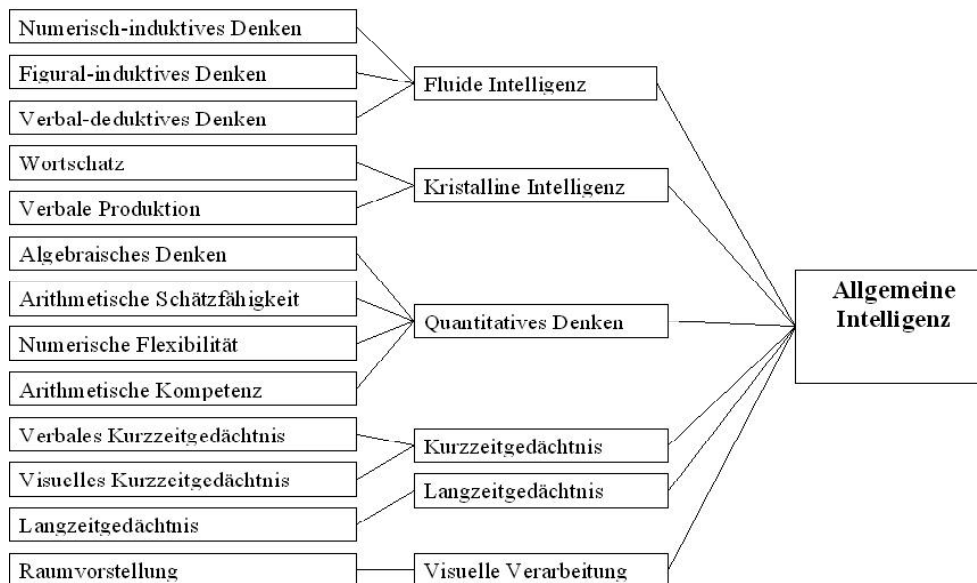 Numerisch-induktives Denken
Figural-induktives Denken
Verbal-deduktives Denken
Wortschatz
Verbale Produktion
Algebraisches Denken
Arithmetische Schätzfähigkeit
Numerische Flexibilität
Arithmetische Kompetenz
Verbales Kurzzeitgedächtnis
Visuelles Kurzzeitgedächtnis
Langzeitgedächtnis
Raumvorstellung
Fluide Intelligenz
Kristalline Intelligenz
Quantitatives Denken
Kurzzeitgedächtnis
Langzeitgedächtnis
Visuelle Verarbeitung
Allgemeine
Intelligenz